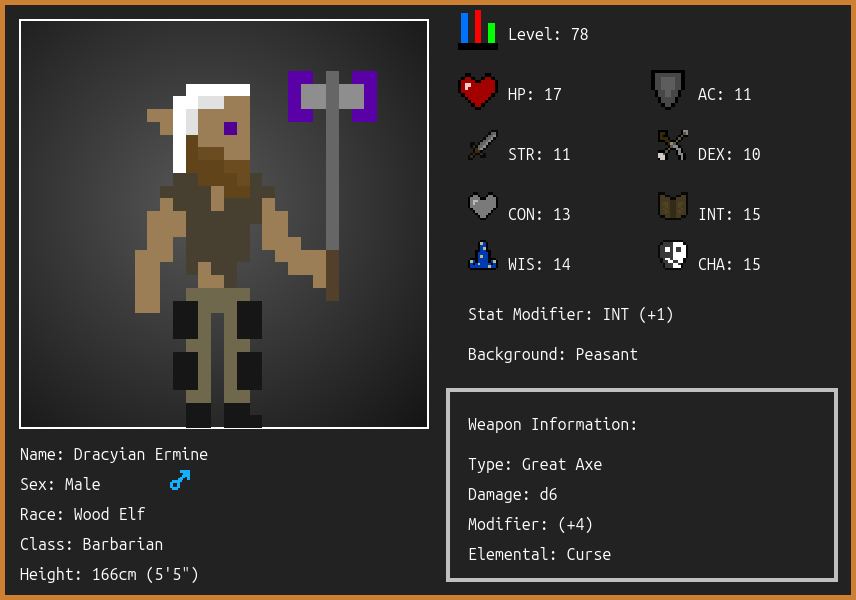 Level: 78
HP: 17
AC: 11
STR: 11
DEX: 10
CON: 13
INT: 15
WIS: 14
CHA: 15
Stat Modifier: INT (+1)
Background: Peasant
Weapon Information:
Type: Great Axe
Damage: d6
Modifier: (+4)
Elemental: Curse
Name: Dracyian Ermine
Sex: Male
Race: Wood Elf
Class: Barbarian
Height: 166cm (5'5")